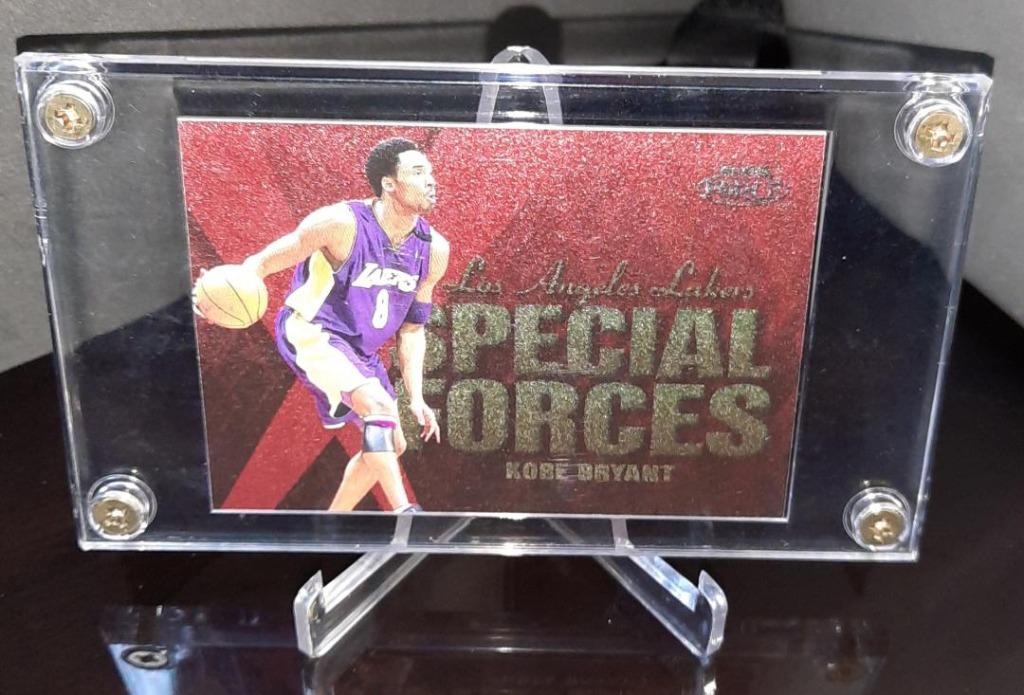 Los Angeles Lakers
SPECIAL
FORCES
KOBE BRYANT
LAKERS
8